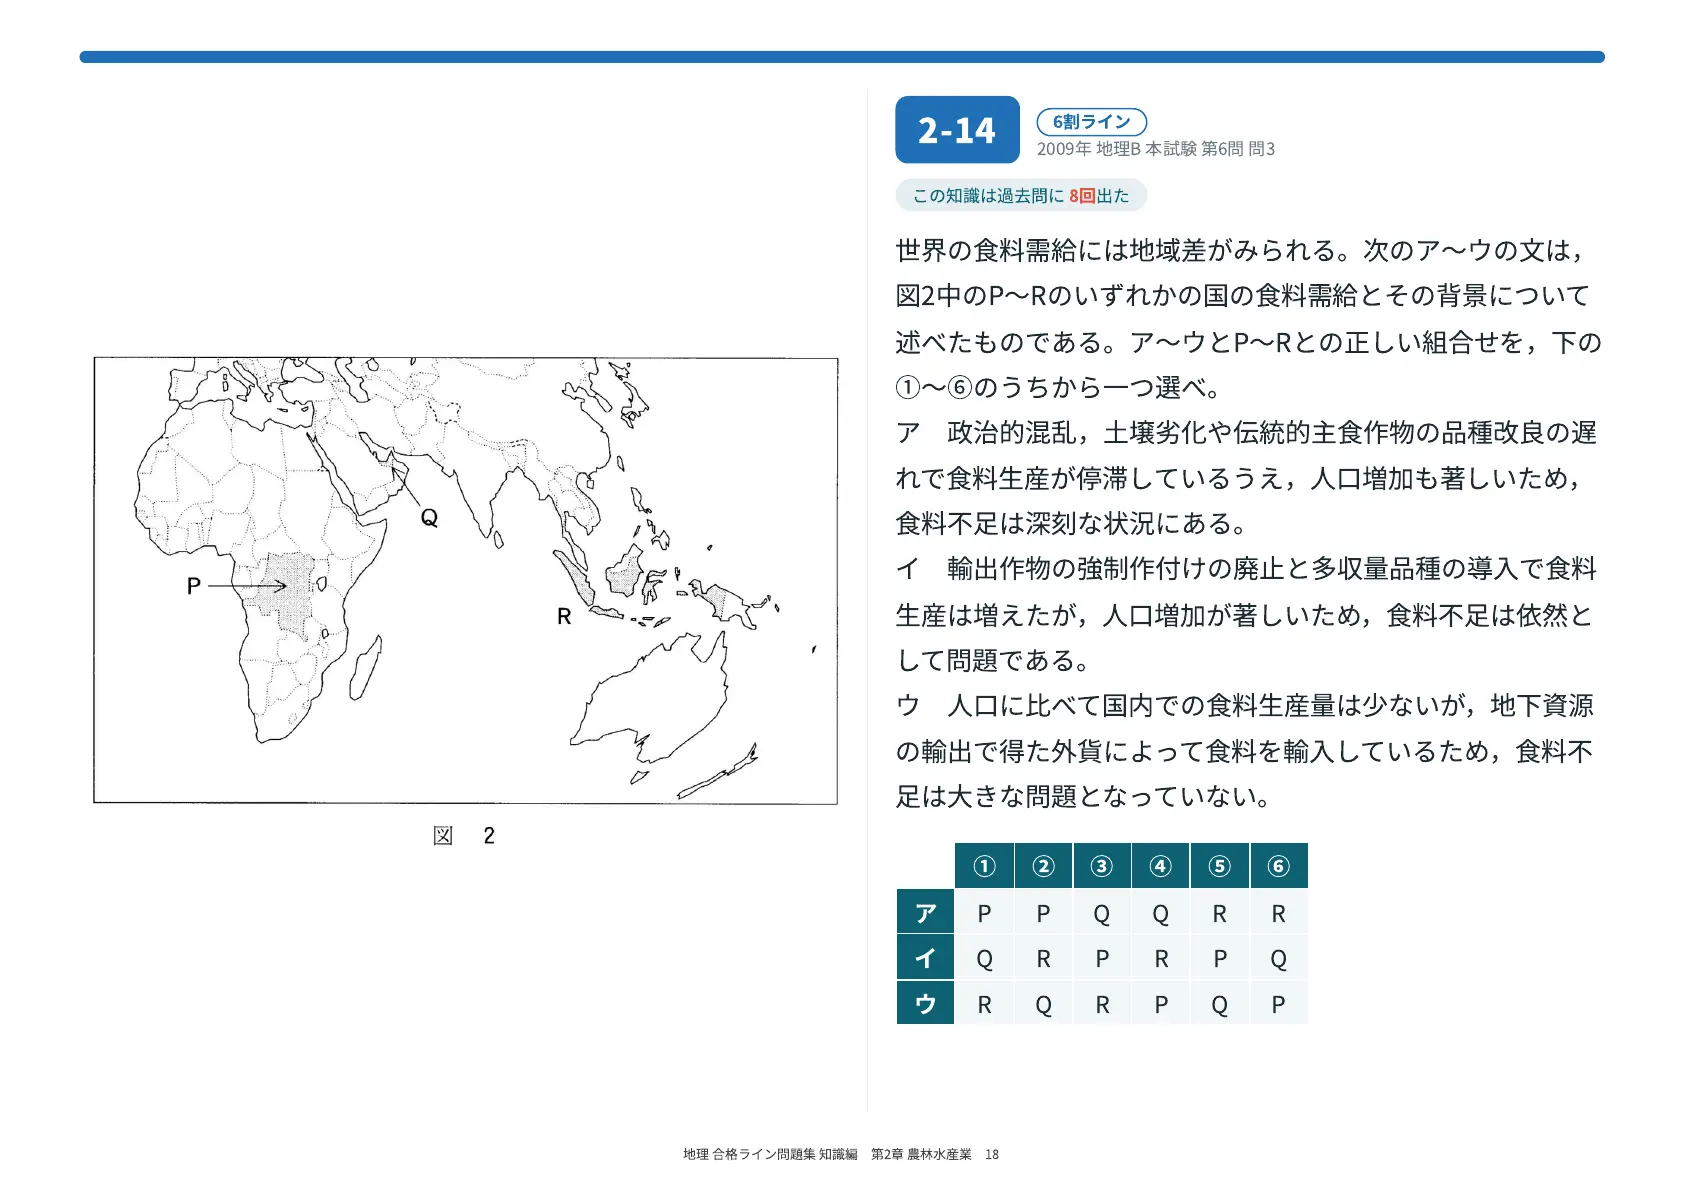 2-14
6割ライン
2009年 地理B 本試験 第6問 問3
この知識は過去問に 8回出た
世界の食料需給には地域差がみられる。次のア～ウの文は，
図2中のP～Rのいずれかの国の食料需給とその背景について
述べたものである。ア～ウとP～Rとの正しい組合せを，下の
①～⑥のうちから一つ選べ。
ア　政治的混乱，土壌劣化や伝統的主食作物の品種改良の遅
れで食料生産が停滞しているうえ，人口増加も著しいため，
食料不足は深刻な状況にある。
イ　輸出作物の強制作付けの廃止と多収量品種の導入で食料
生産は増えたが，人口増加が著しいため，食料不足は依然と
して問題である。
ウ　人口に比べて国内での食料生産量は少ないが，地下資源
の輸出で得た外貨によって食料を輸入しているため，食料不
足は大きな問題となっていない。
① ② ③ ④ ⑤ ⑥
ア P P Q Q R R
イ Q R P R P Q
ウ R Q R P Q P
Q
P
R
図 2
地理 合格ライン問題集 知識編　第2章 農林水産業　18